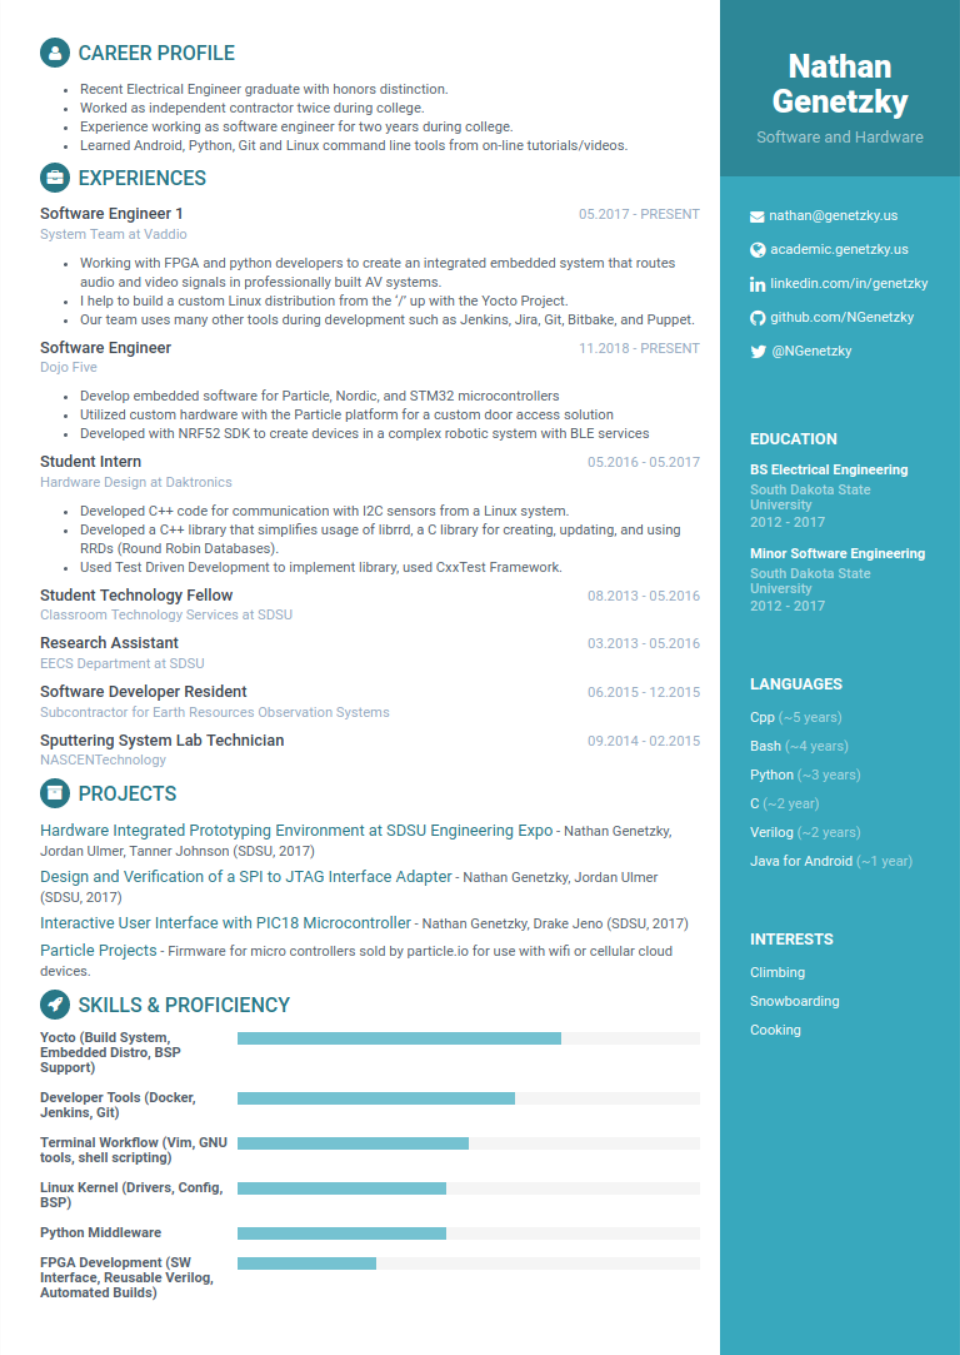 CAREER PROFILE
Recent Electrical Engineer graduate with honors distinction.
Worked as independent contractor twice during college.
Experience working as software engineer for two years during college.
Learned Android, Python, Git and Linux command line tools from on-line tutorials/videos.
EXPERIENCES
Software Engineer 1 05.2017 - PRESENT
System Team at Vaddio
Working with FPGA and python developers to create an integrated embedded system that routes
audio and video signals in professionally built AV systems.
I help to build a custom Linux distribution from the '/' up with the Yocto Project.
Our team uses many other tools during development such as Jenkins, Jira, Git, Bitbake, and Puppet.
Software Engineer 11.2018 - PRESENT
Dojo Five
Develop embedded software for Particle, Nordic, and STM32 microcontrollers
Utilized custom hardware with the Particle platform for a custom door access solution
Developed with NRF52 SDK to create devices in a complex robotic system with BLE services
Student Intern 05.2016 - 05.2017
Hardware Design at Daktronics
Developed C++ code for communication with I2C sensors from a Linux system.
Developed a C++ library that simplifies usage of librrd, a C library for creating, updating, and using
RRDs (Round Robin Databases).
Used Test Driven Development to implement library, used CxxTest Framework.
Student Technology Fellow 08.2013 - 05.2016
Classroom Technology Services at SDSU
Research Assistant 03.2013 - 05.2016
EECS Department at SDSU
Software Developer Resident 06.2015 - 12.2015
Subcontractor for Earth Resources Observation Systems
Sputtering System Lab Technician 09.2014 - 02.2015
NASCENTechnology
PROJECTS
Hardware Integrated Prototyping Environment at SDSU Engineering Expo - Nathan Genetzky,
Jordan Ulmer, Tanner Johnson (SDSU, 2017)
Design and Verification of a SPI to JTAG Interface Adapter - Nathan Genetzky, Jordan Ulmer
(SDSU, 2017)
Interactive User Interface with PIC18 Microcontroller - Nathan Genetzky, Drake Jeno (SDSU, 2017)
Particle Projects - Firmware for micro controllers sold by particle.io for use with wifi or cellular cloud
devices.
SKILLS & PROFICIENCY
Yocto (Build System,
Embedded Distro, BSP
Support)
Developer Tools (Docker,
Jenkins, Git)
Terminal Workflow (Vim, GNU
tools, shell scripting)
Linux Kernel (Drivers, Config,
BSP)
Python Middleware
FPGA Development (SW
Interface, Reusable Verilog,
Automated Builds)
Nathan
Genetzky
Software and Hardware
nathan@genetzky.us
academic.genetzky.us
linkedin.com/in/genetzky
github.com/NGenetzky
@NGenetzky
EDUCATION
BS Electrical Engineering
South Dakota State
University
2012 - 2017
Minor Software Engineering
South Dakota State
University
2012 - 2017
LANGUAGES
Cpp (~5 years)
Bash (~4 years)
Python (~3 years)
C (~2 year)
Verilog (~2 years)
Java for Android (~1 year)
INTERESTS
Climbing
Snowboarding
Cooking